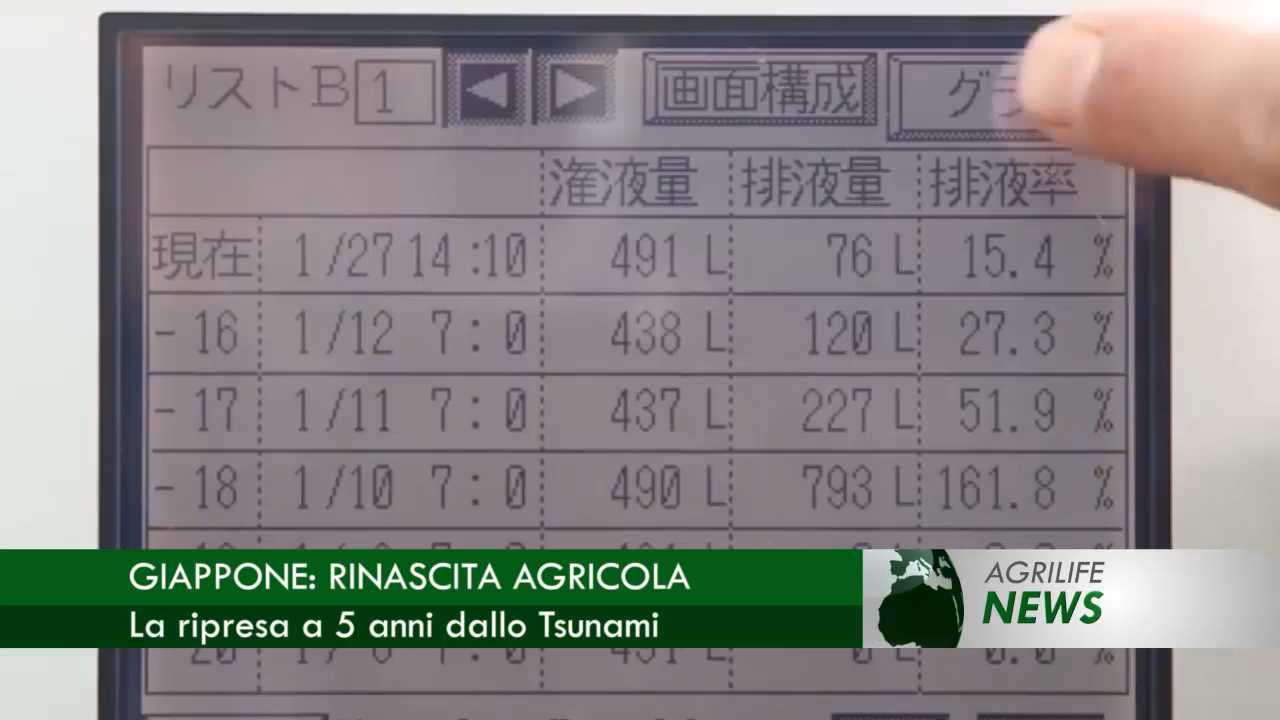 リストB 1 ◀ ▶ 画面構成 グラ
潅液量 排液量 排液率
現在 1/27 14:10 491 L 76 L 15.4 %
-16 1/12 7:0 438 L 120 L 27.3 %
-17 1/11 7:0 437 L 227 L 51.9 %
-18 1/10 7:0 490 L 793 L 161.8 %
GIAPPONE: RINASCITA AGRICOLA
La ripresa a 5 anni dallo Tsunami
AGRILIFE
NEWS